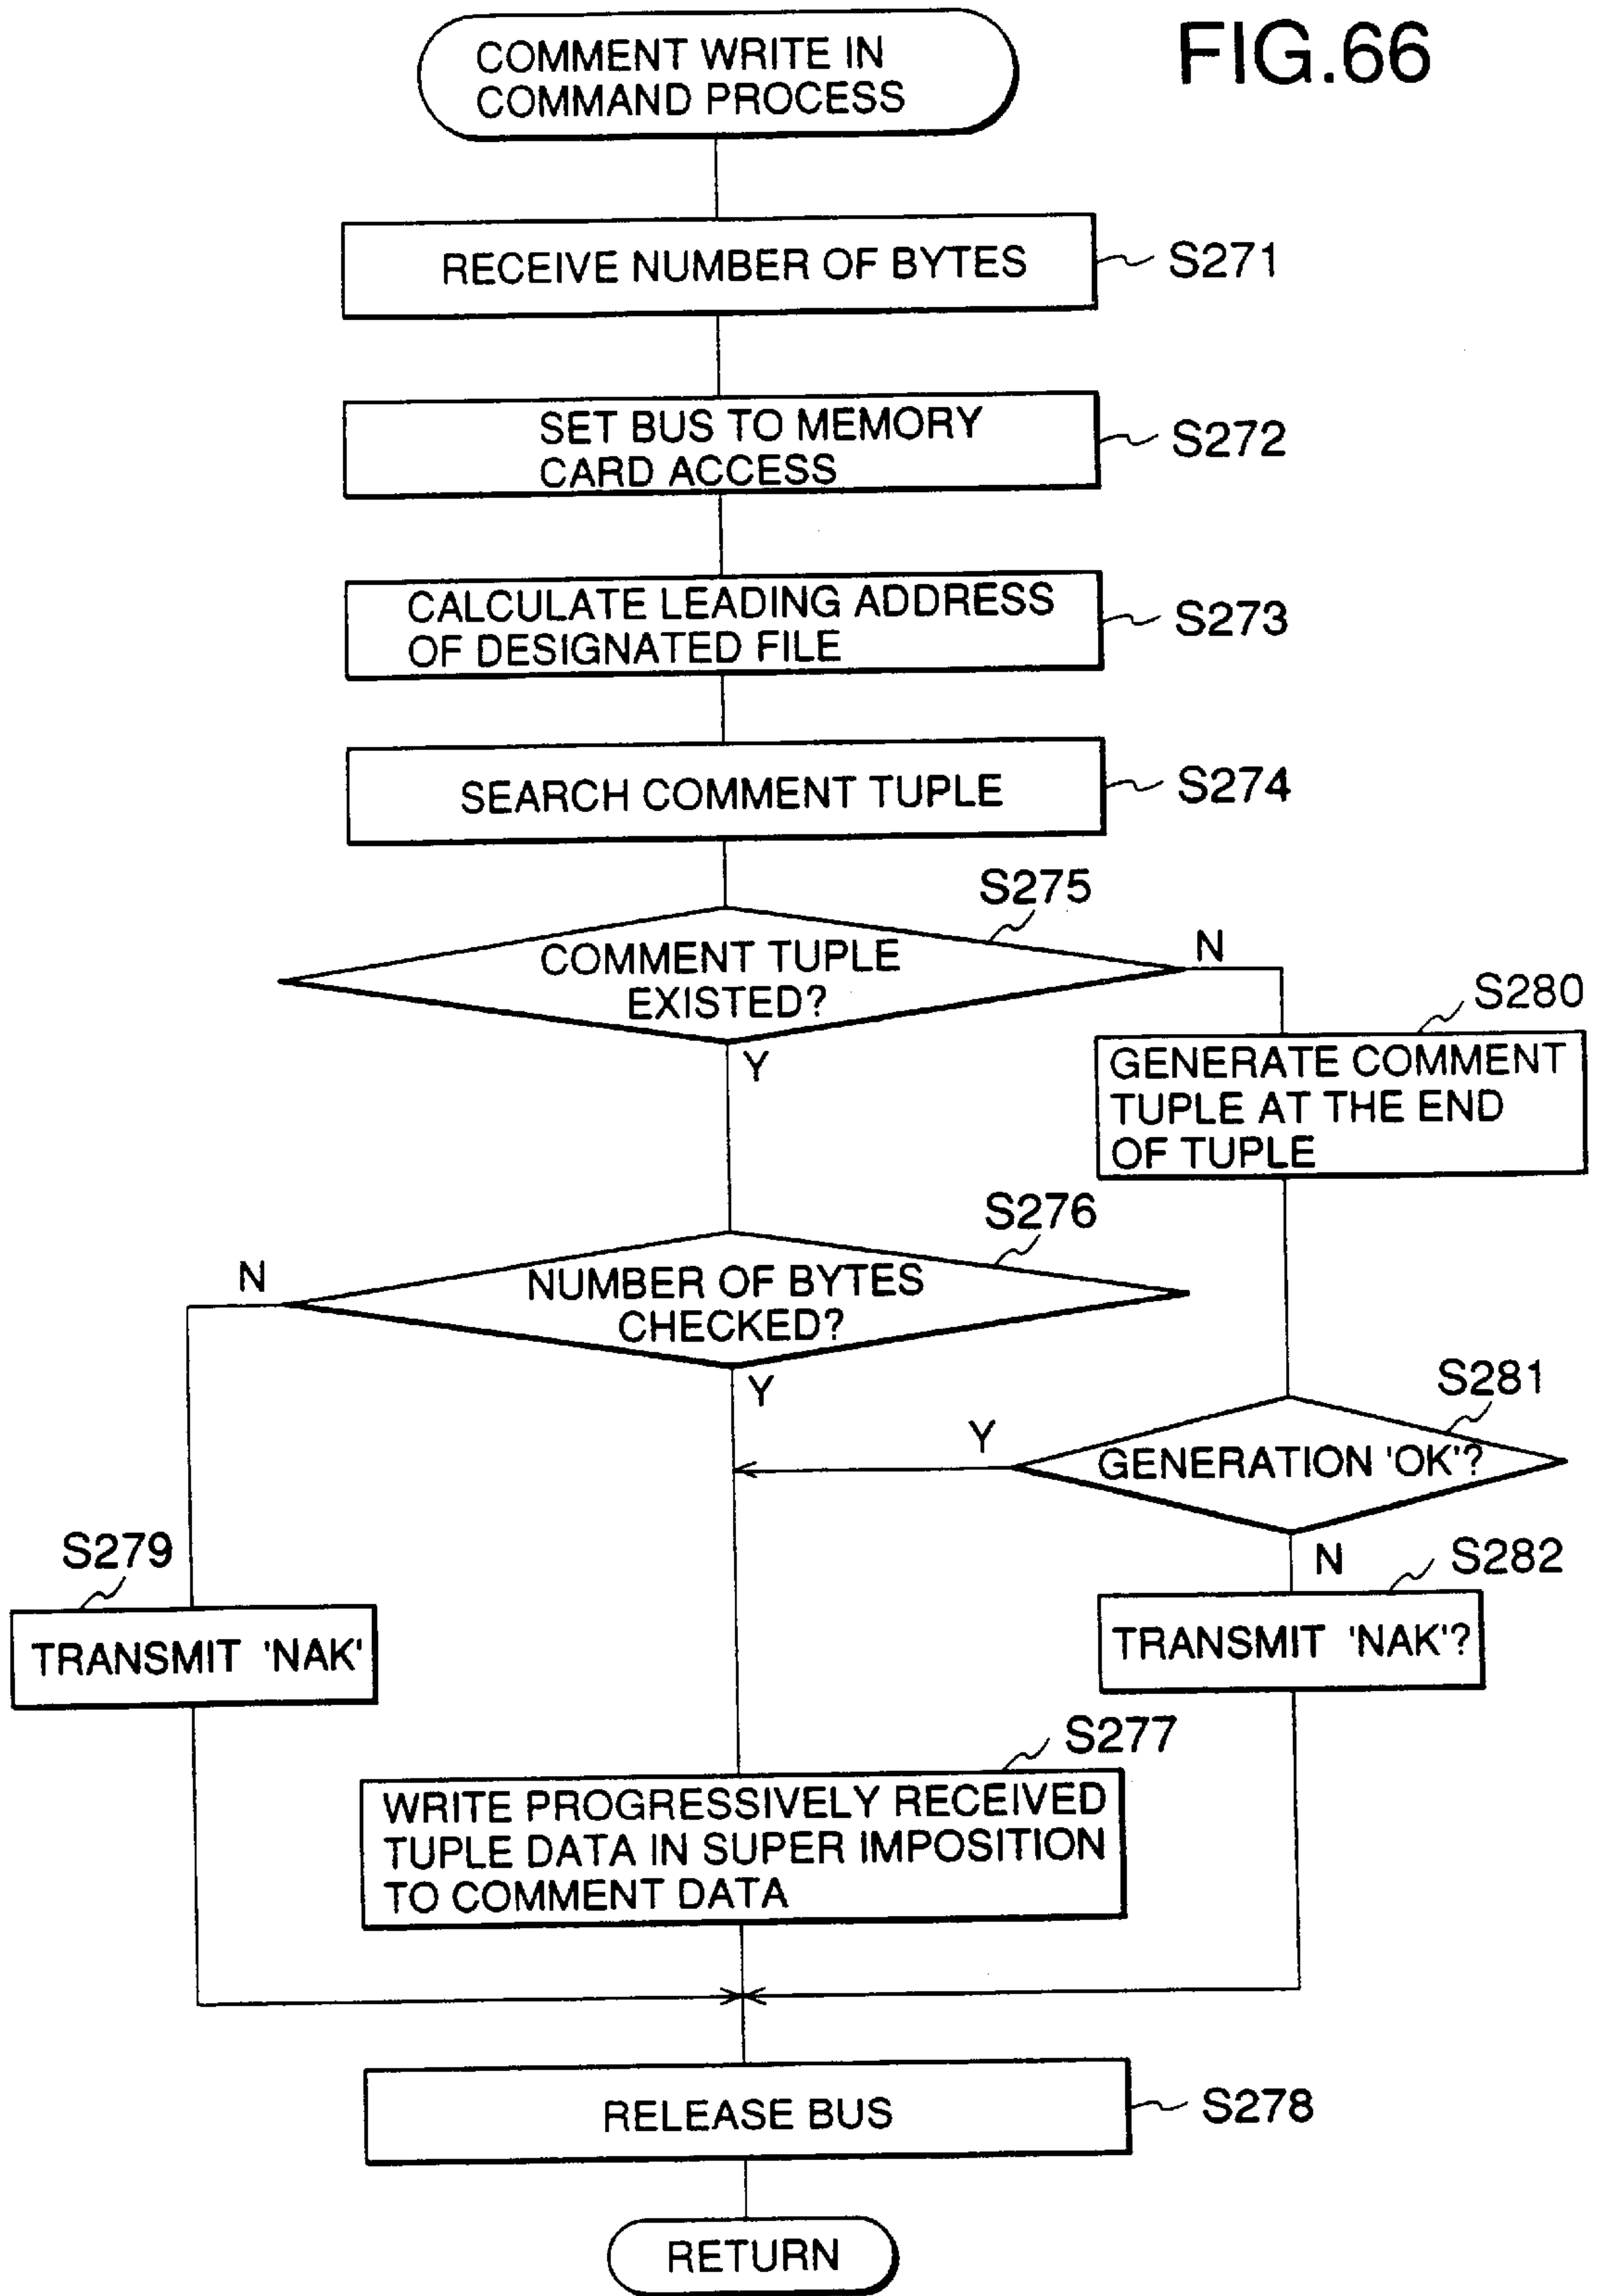 FIG.66
COMMENT WRITE IN
COMMAND PROCESS
RECEIVE NUMBER OF BYTES
S271
SET BUS TO MEMORY
CARD ACCESS
S272
CALCULATE LEADING ADDRESS
OF DESIGNATED FILE
S273
SEARCH COMMENT TUPLE
S274
S275
COMMENT TUPLE
EXISTED?
N
Y
S280
GENERATE COMMENT
TUPLE AT THE END
OF TUPLE
S276
N
NUMBER OF BYTES
CHECKED?
Y
S281
Y
GENERATION 'OK'?
N
S279
TRANSMIT 'NAK'
S282
TRANSMIT 'NAK'?
S277
WRITE PROGRESSIVELY RECEIVED
TUPLE DATA IN SUPER IMPOSITION
TO COMMENT DATA
RELEASE BUS
S278
RETURN